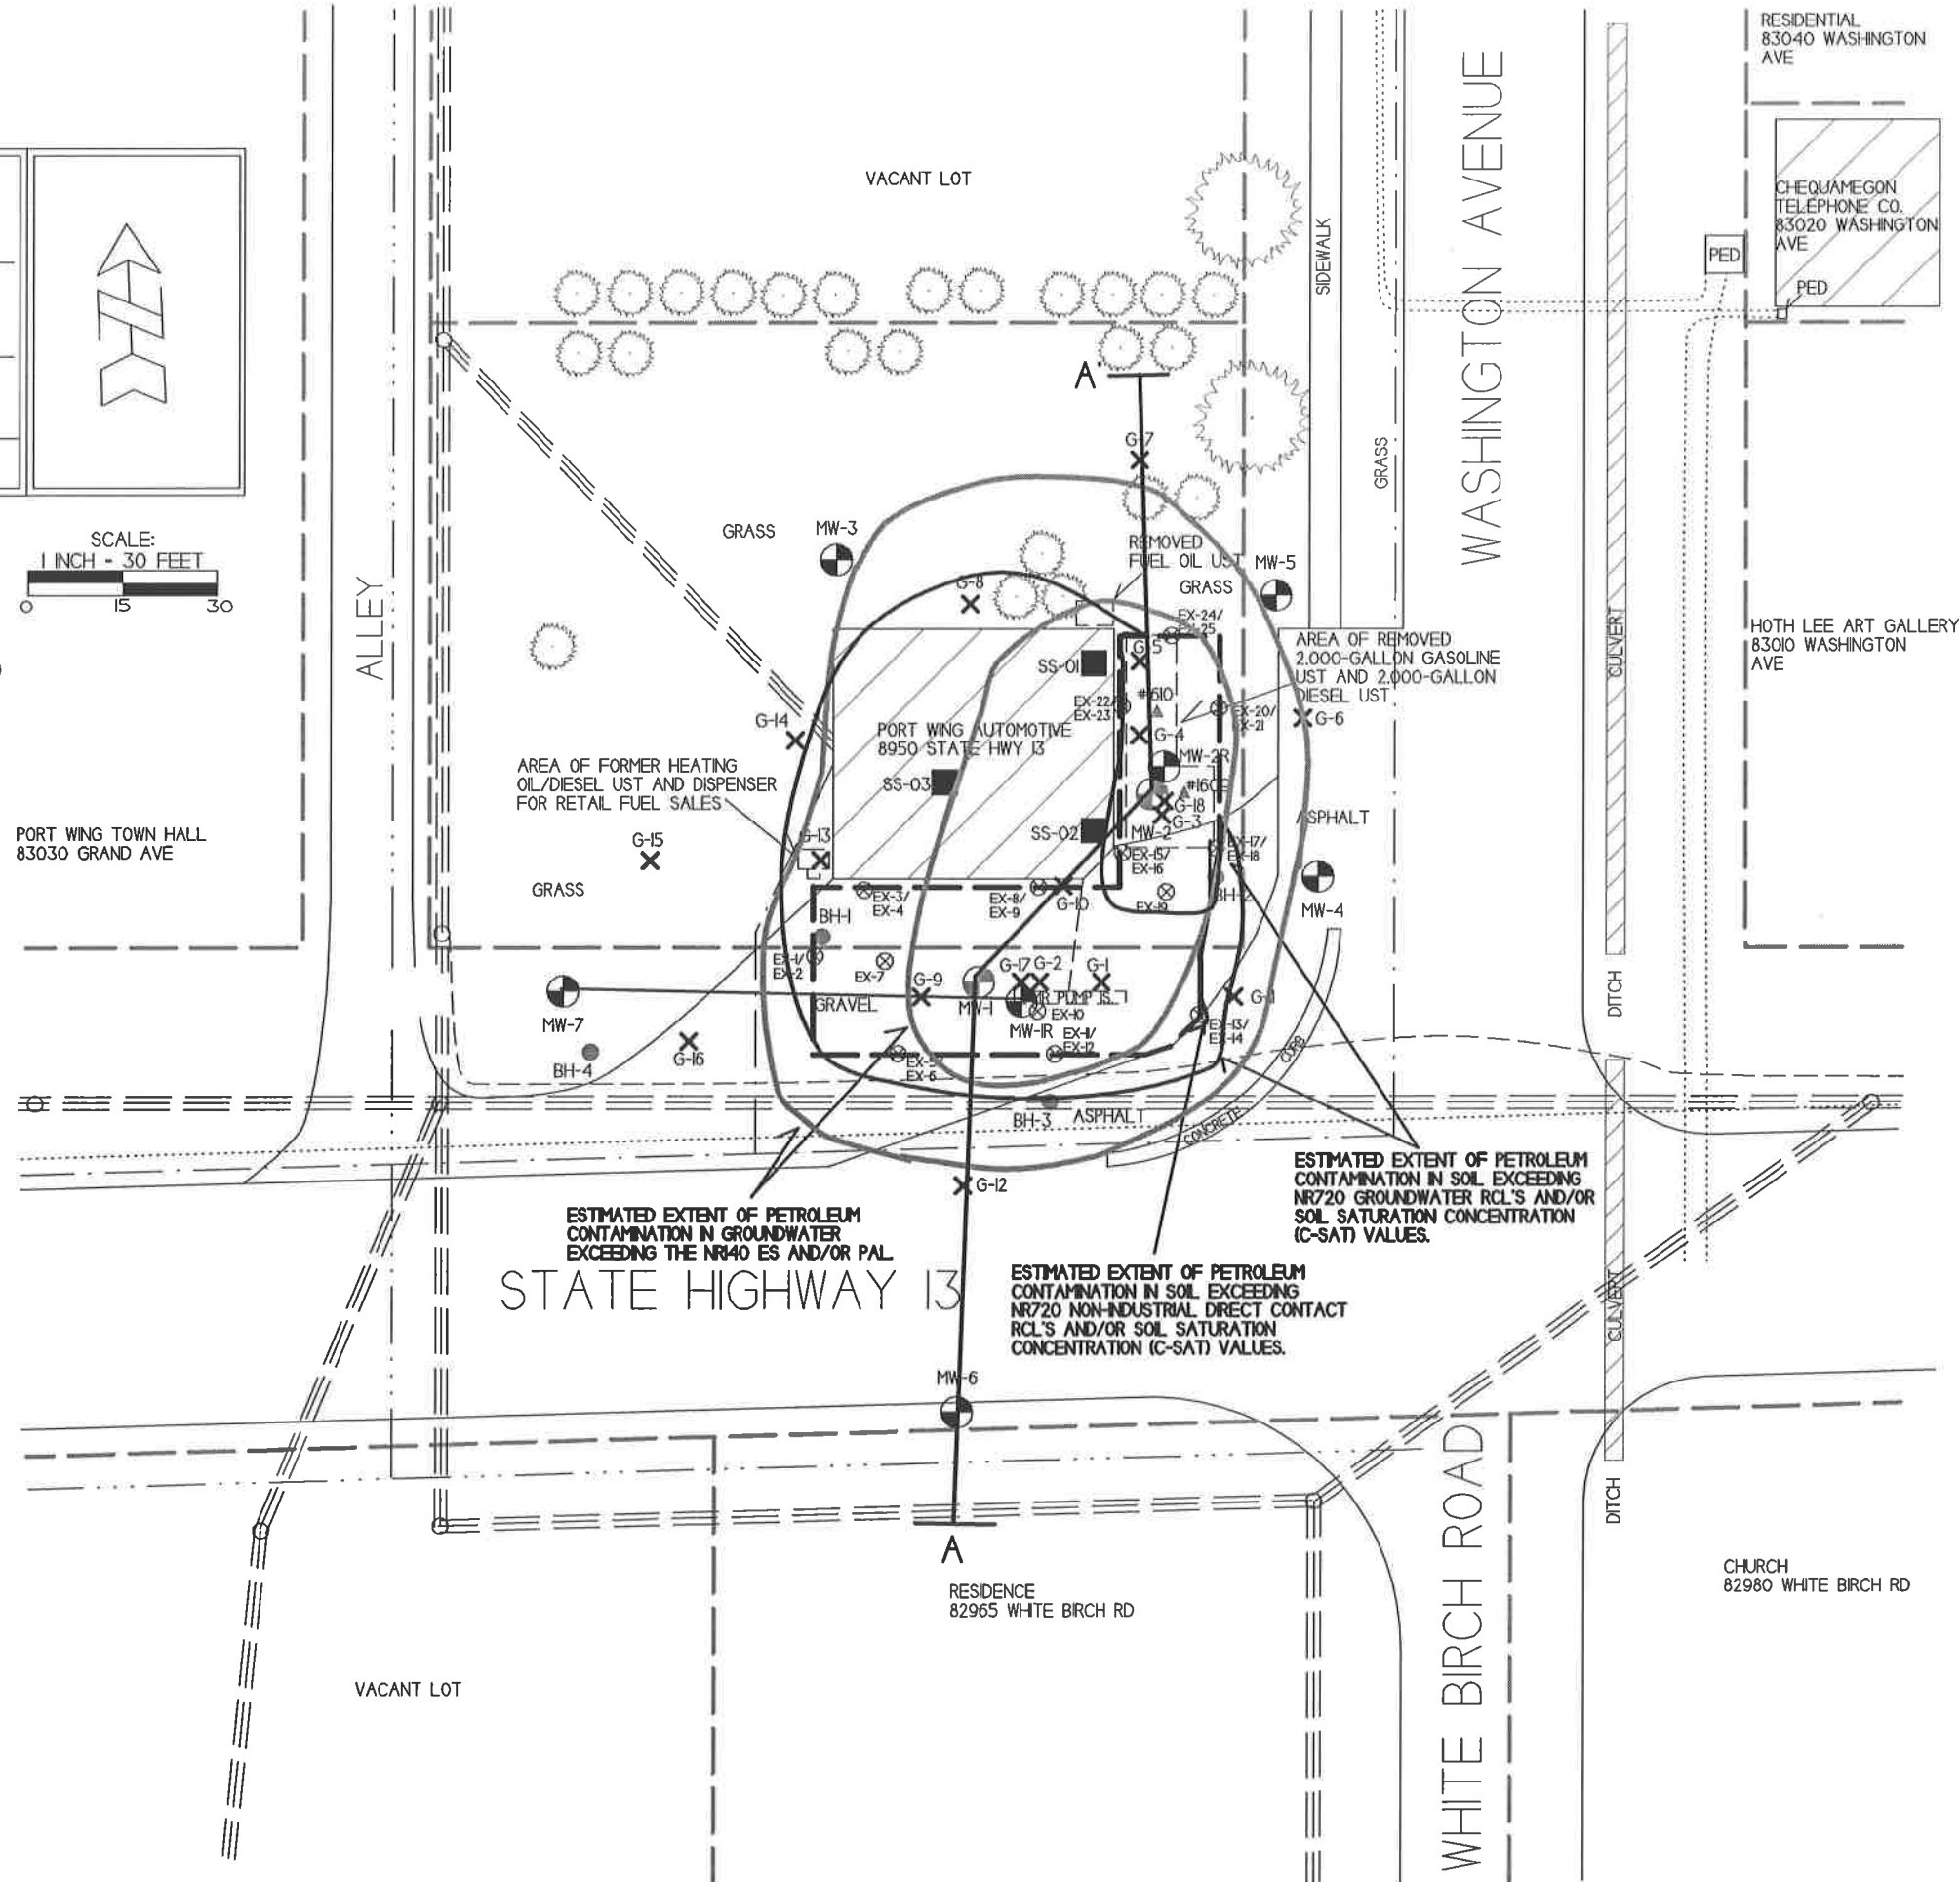 RESIDENTIAL
83040 WASHINGTON
AVE
CHEQUAMEGON
TELEPHONE CO.
83020 WASHINGTON
AVE
PED
PED
VACANT LOT
SIDEWALK
WASHINGTON AVENUE
GRASS
CULVERT
HOTH LEE ART GALLERY
83010 WASHINGTON
AVE
SCALE:
1 INCH - 30 FEET
0 15 30
ALLEY
A'
G-7
GRASS
MW-3
REMOVED
FUEL OIL UST
MW-5
GRASS
G-8
EX-24/
G-5
SS-01
AREA OF REMOVED
2,000-GALLON GASOLINE
UST AND 2,000-GALLON
DIESEL UST
EX-22/
EX-23
#1610
EX-20/
G-6
G-14
G-4
PORT WING AUTOMOTIVE
8950 STATE HWY 13
MW-2R
AREA OF FORMER HEATING
OIL/DIESEL UST AND DISPENSER
FOR RETAIL FUEL SALES
SS-03
G-18
G-3
ASPHALT
SS-02
MW-2
PORT WING TOWN HALL
83030 GRAND AVE
G-15
G-13
EX-15/
EX-16
EX-17/
EX-18
GRASS
EX-3/
EX-4
EX-8/
EX-9
G-10
EX-19
BH-2
MW-4
BH-1
EX-1/
EX-2
EX-7
G-9
G-17
G-2
G-1
GRAVEL
MW-1
MW-1R
EX-10
EX-11/
EX-12
EX-13/
EX-14
MW-7
BH-4
G-16
EX-5/
EX-6
DITCH
CONCRETE
CURB
BH-3
ASPHALT
G-12
ESTIMATED EXTENT OF PETROLEUM
CONTAMINATION IN SOIL EXCEEDING
NR720 GROUNDWATER RCL'S AND/OR
SOIL SATURATION CONCENTRATION
(C-SAT) VALUES.
ESTIMATED EXTENT OF PETROLEUM
CONTAMINATION IN GROUNDWATER
EXCEEDING THE NR140 ES AND/OR PAL
STATE HIGHWAY 13
ESTIMATED EXTENT OF PETROLEUM
CONTAMINATION IN SOIL EXCEEDING
NR720 NON-INDUSTRIAL DIRECT CONTACT
RCL'S AND/OR SOIL SATURATION
CONCENTRATION (C-SAT) VALUES.
CULVERT
MW-6
DITCH
WHITE BIRCH ROAD
A
RESIDENCE
82965 WHITE BIRCH RD
CHURCH
82980 WHITE BIRCH RD
VACANT LOT